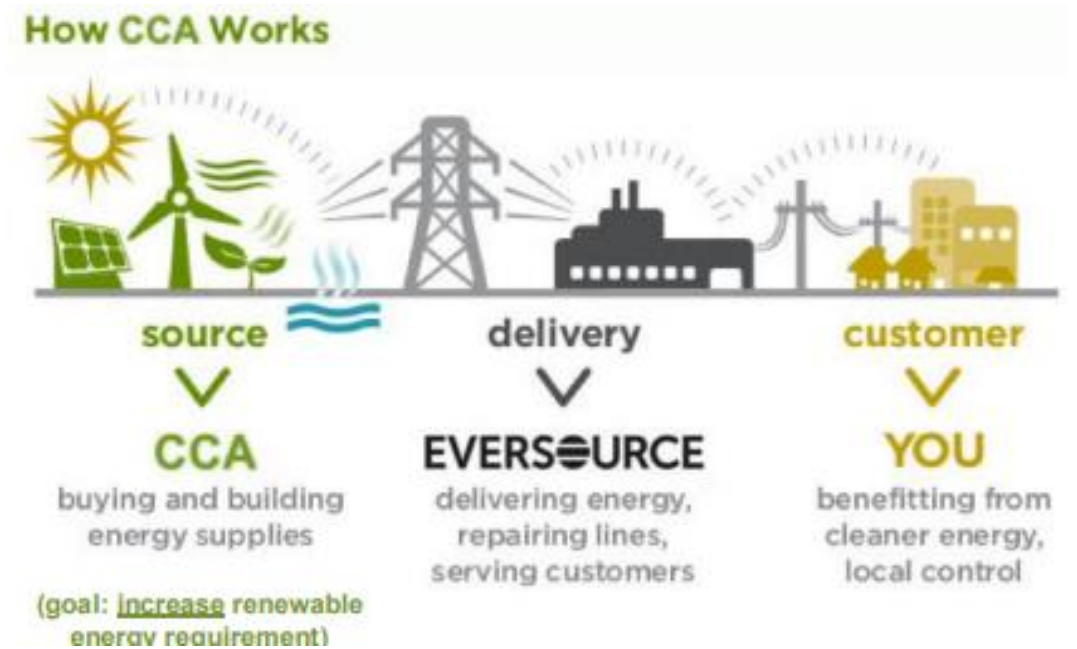 How CCA Works
source
delivery
customer
CCA
EVERSOURCE
YOU
buying and building
energy supplies
delivering energy,
repairing lines,
serving customers
benefitting from
cleaner energy,
local control
(goal: increase renewable
energy requirement)